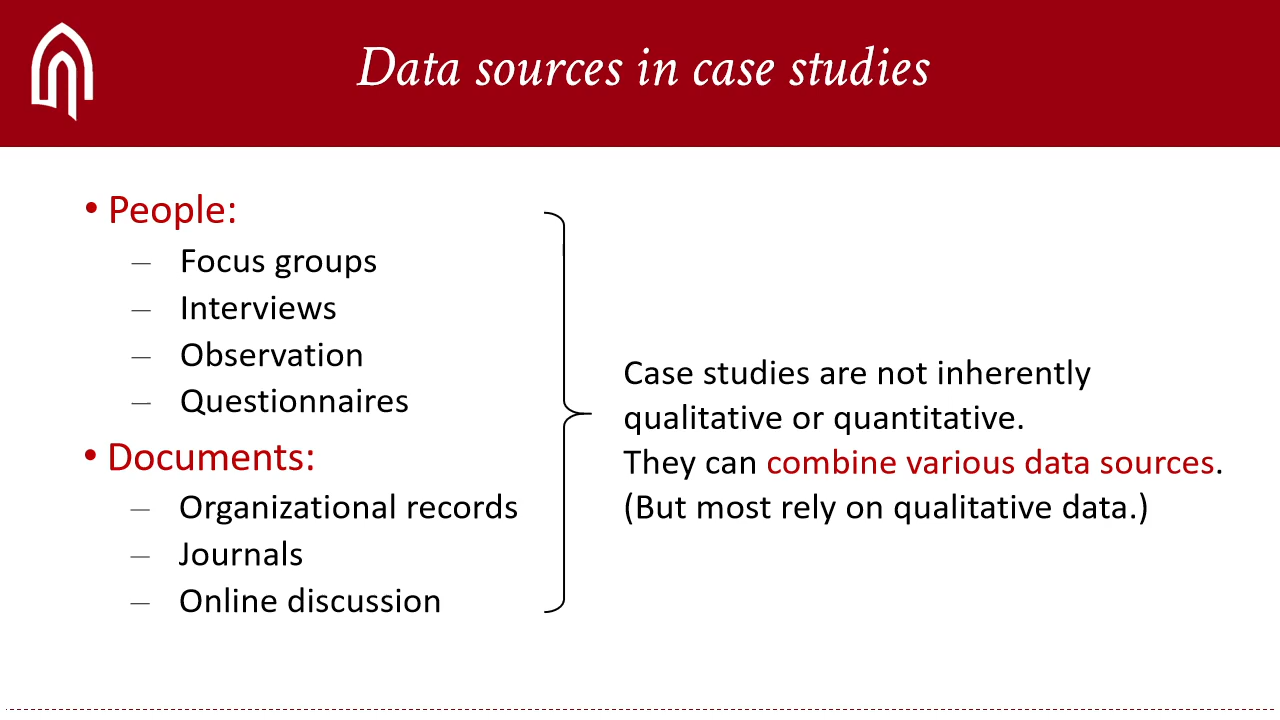 Data sources in case studies
• People:
– Focus groups
– Interviews
– Observation
– Questionnaires
• Documents:
– Organizational records
– Journals
– Online discussion
Case studies are not inherently
qualitative or quantitative.
They can combine various data sources.
(But most rely on qualitative data.)